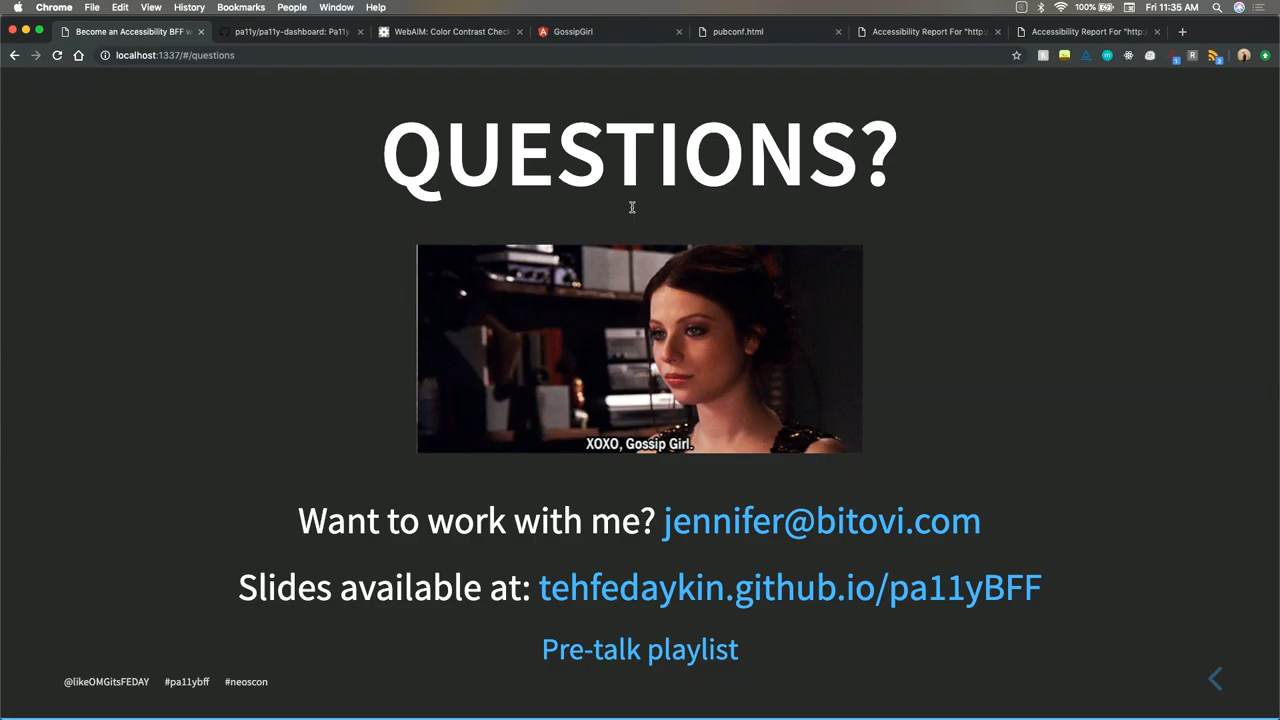 Chrome File Edit View History Bookmarks People Window Help 100% Fri 11:35 AM
Become an Accessibility BFF w pa11y/pa11y-dashboard: Pa11y WebAIM: Color Contrast Chec GossipGirl pubconf.html Accessibility Report For "http: Accessibility Report For "http:
localhost:1337/#/questions
QUESTIONS?
XOXO, Gossip Girl.
Want to work with me? jennifer@bitovi.com
Slides available at: tehfedaykin.github.io/pa11yBFF
Pre-talk playlist
@likeOMGitsFEDAY #pa11ybff #neoscon